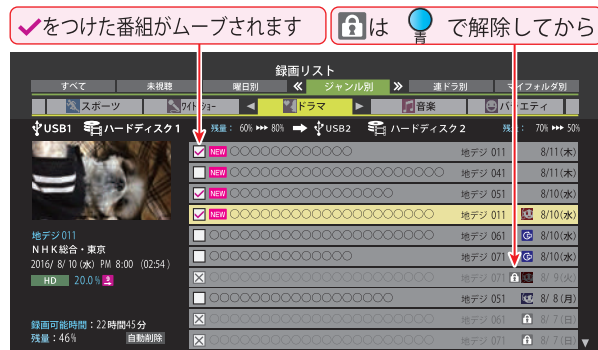 ✓をつけた番組がムーブされます
は 青 で解除してから
録画リスト
すべて 未視聴 曜日別 ≪ ジャンル別 ≫ 連ドラ別 マイフォルダ別
スポーツ ワイドショー ◀ ドラマ ▶ 音楽 バラエティ
USB1 ハードディスク1 残量: 60% ▸▸▸ 80% ➡ USB2 ハードディスク2 残量: 70% ▸▸▸ 50%
NEW 〇〇〇〇〇〇〇〇〇〇〇〇 地デジ 011 8/11(木)
NEW 〇〇〇〇〇〇〇〇〇〇〇〇〇〇〇〇〇〇〇〇〇 地デジ 041 8/11(木)
NEW 〇〇〇〇〇〇〇〇〇〇〇〇〇〇〇〇 地デジ 051 8/10(水)
NEW 〇〇〇〇〇〇〇〇〇〇〇〇〇〇〇〇〇〇〇〇 地デジ 011 8/10(水)
〇〇〇〇〇〇〇〇〇〇〇〇〇〇〇〇〇〇〇〇〇〇 地デジ 061 8/10(水)
〇〇〇〇〇〇〇〇〇〇〇〇〇〇〇〇〇〇〇 地デジ 071 8/10(水)
〇〇〇〇〇〇〇〇〇〇〇〇〇〇〇〇〇〇〇〇〇〇 地デジ 071 8/ 9(火)
〇〇〇〇〇〇〇〇〇〇〇〇〇〇〇〇〇〇 地デジ 051 8/ 8(月)
〇〇〇〇〇〇〇〇〇〇〇〇〇〇〇〇〇〇〇〇〇 地デジ 061 8/ 7(日)
〇〇〇〇〇〇〇〇〇〇〇〇〇〇〇〇〇〇〇〇〇〇 地デジ 071 8/ 7(日) ▼
地デジ 011
NHK総合・東京
2016/ 8/ 10 (水) PM 8:00 (02:54)
HD 20.0%
録画可能時間:22時間45分
残量:46% 自動削除